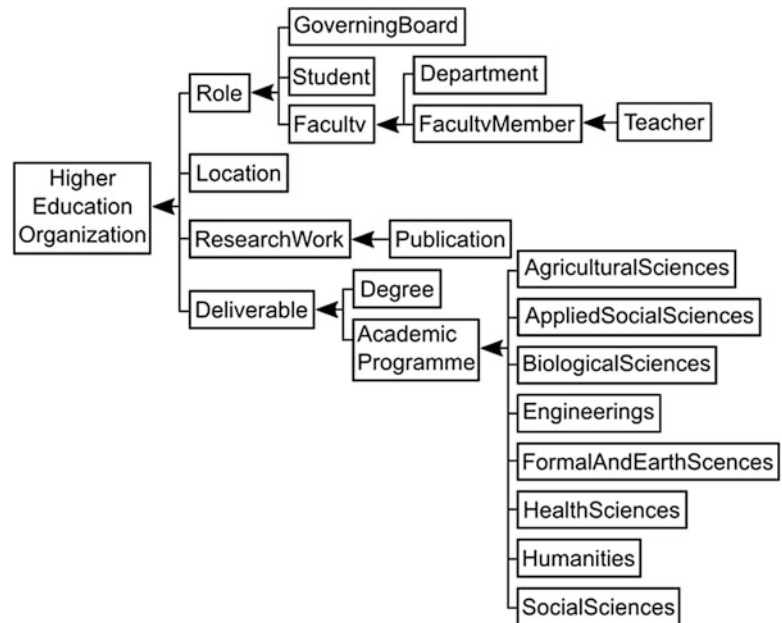 GoverningBoard
Student
Department
Role
Facultv
FacultvMember
Teacher
Higher
Education
Organization
Location
ResearchWork
Publication
Deliverable
Degree
Academic
Programme
AgriculturalSciences
AppliedSocialSciences
BiologicalSciences
Engineerings
FormalAndEarthScences
HealthSciences
Humanities
SocialSciences